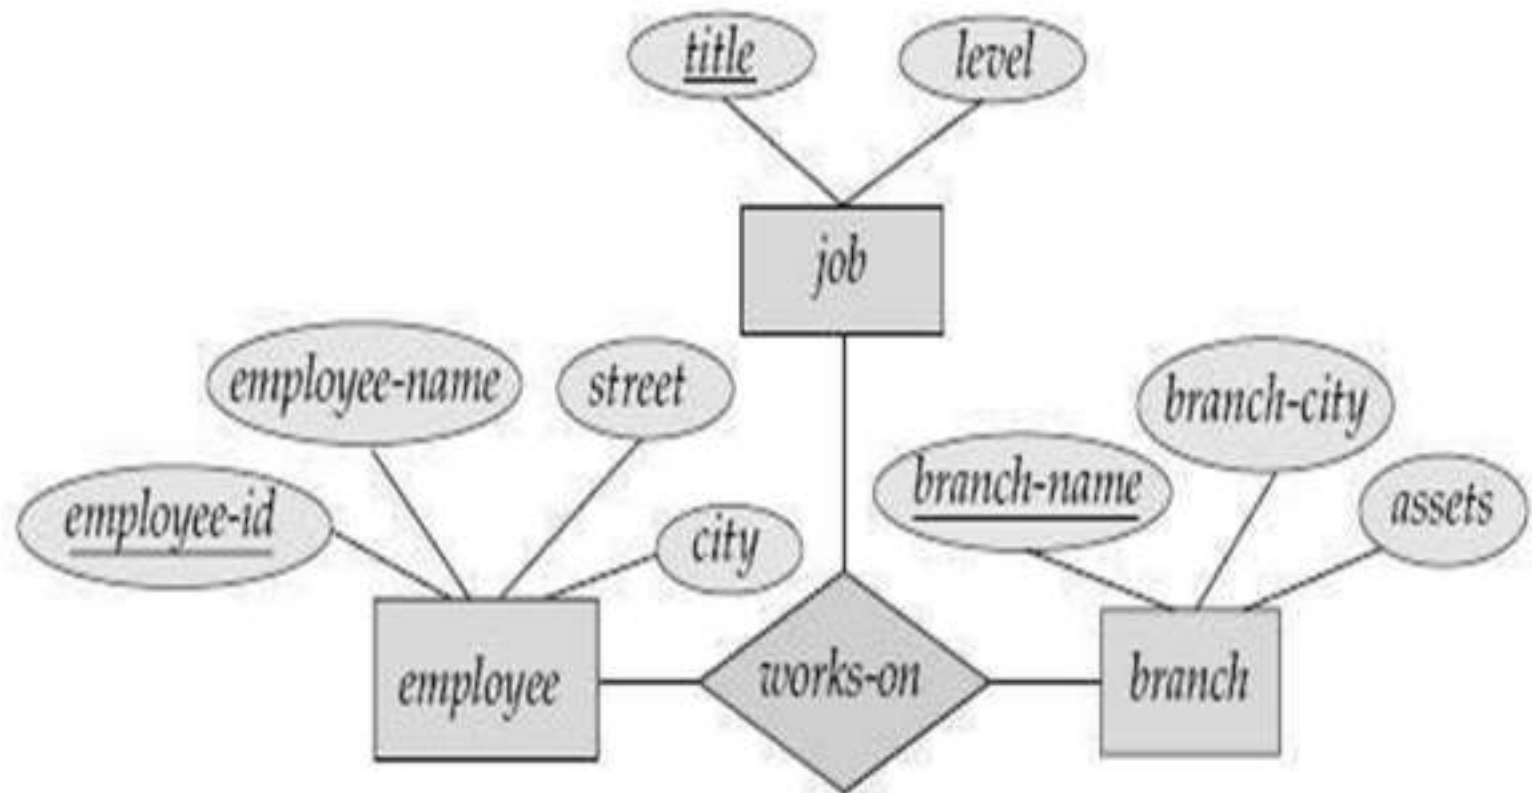 title
level
job
employee-name
street
branch-city
employee-id
city
branch-name
assets
employee
works-on
branch